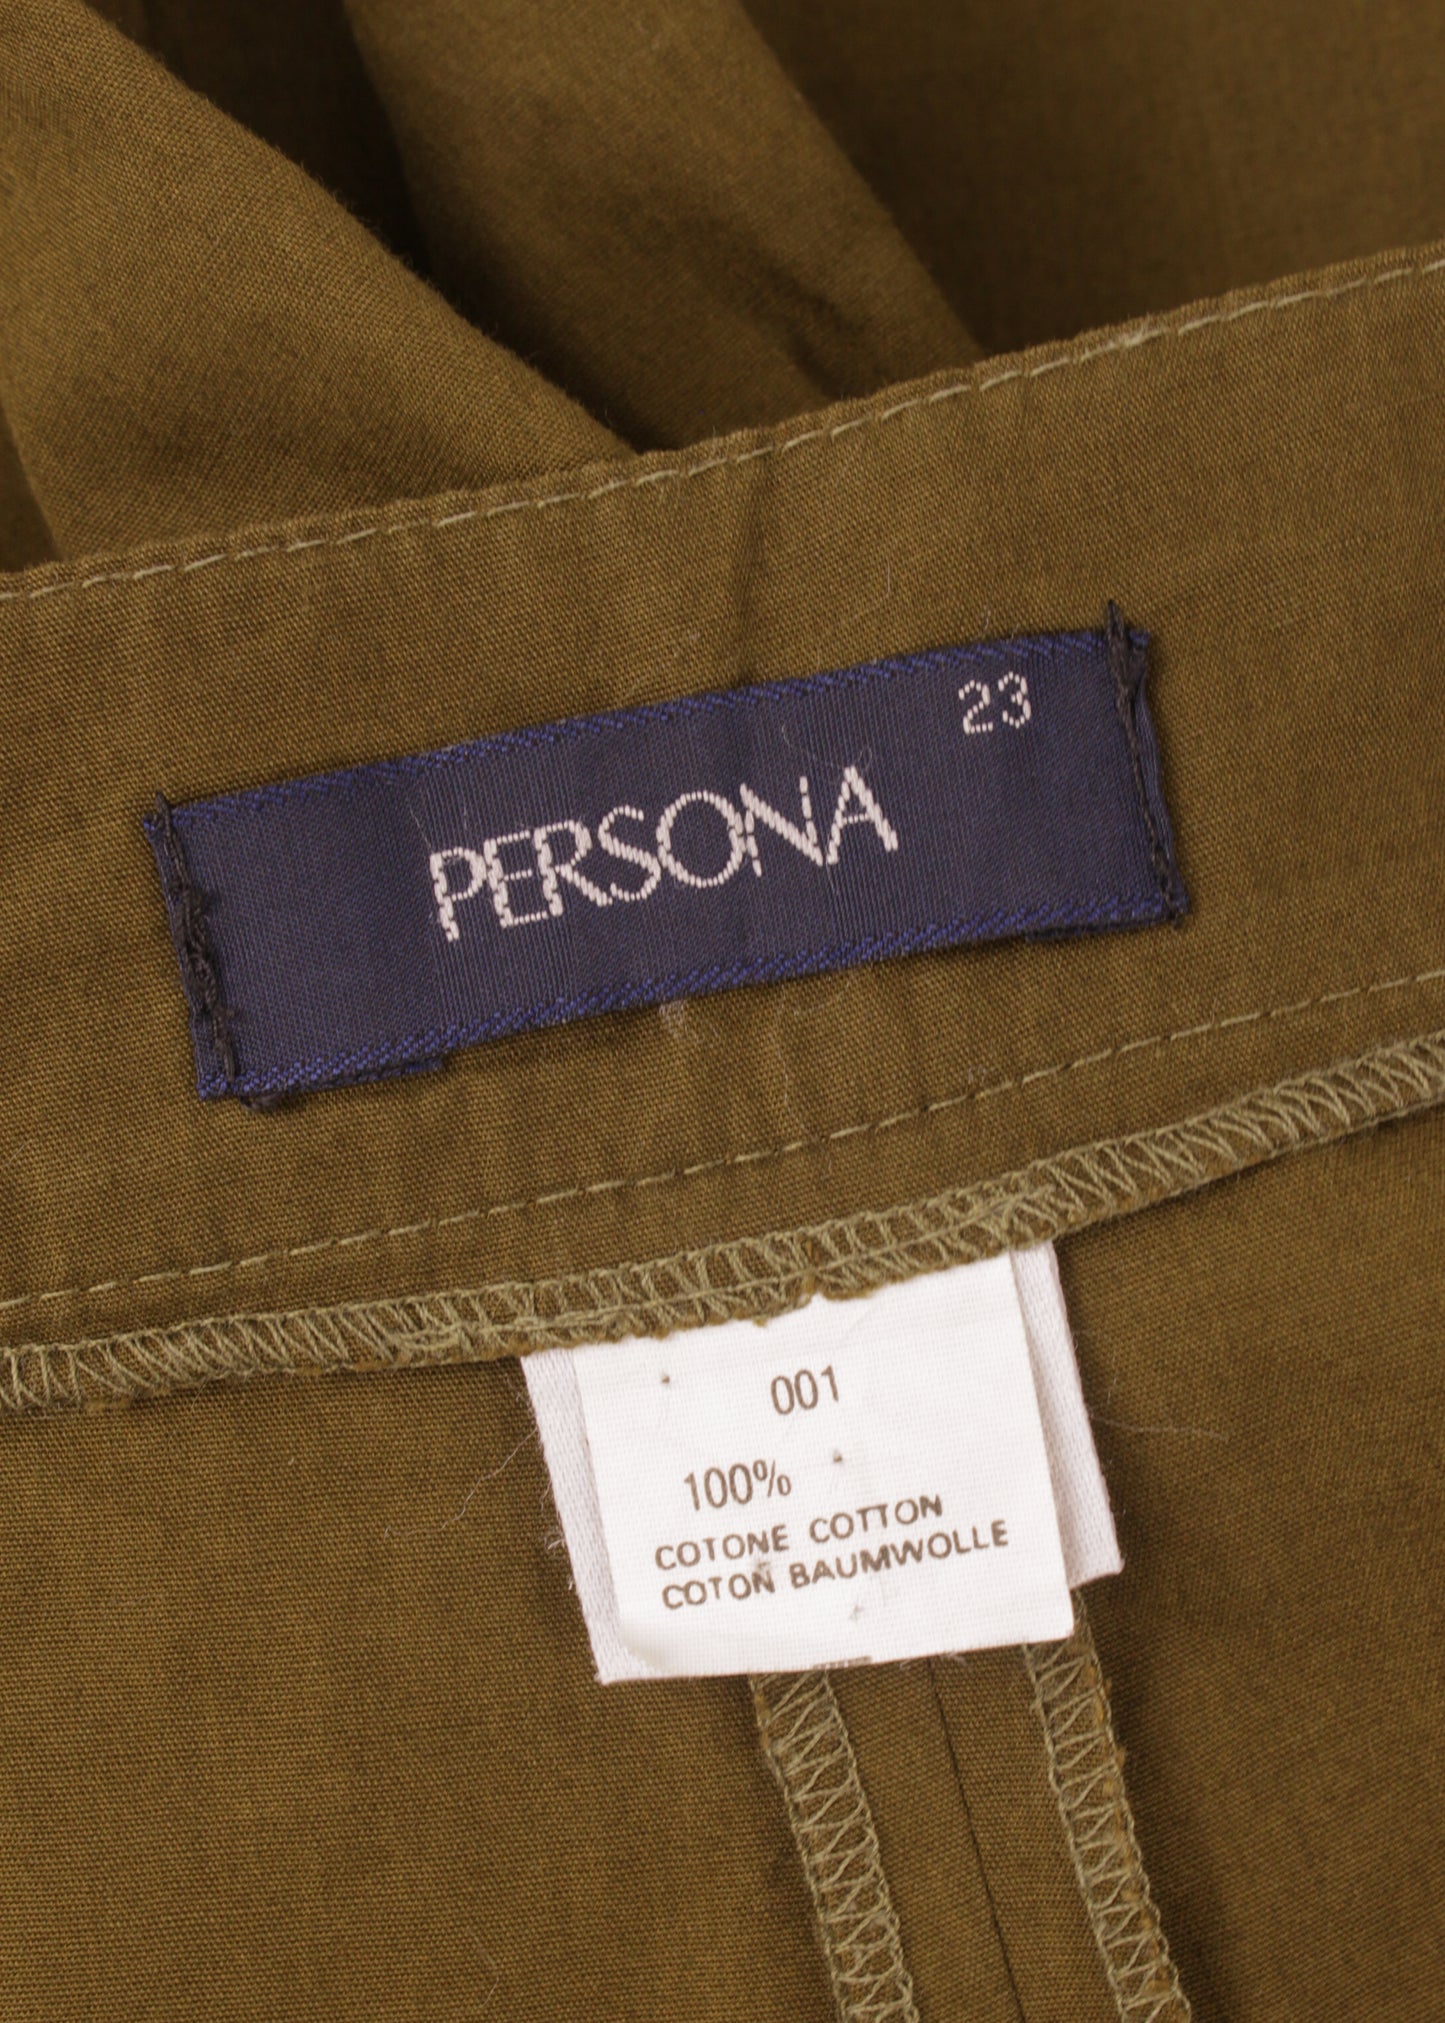 23
PERSONA
001
100%
COTONE COTTON
COTON BAUMWOLLE